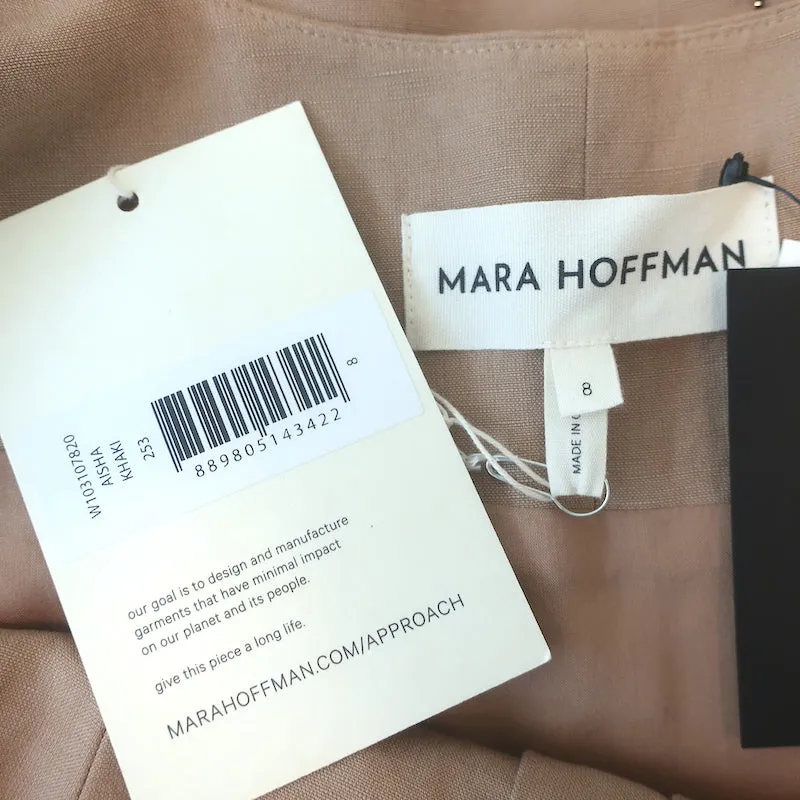 W103107820
AISHA
KHAKI
253
889805143422
8
our goal is to design and manufacture
garments that have minimal impact
on our planet and its people.
give this piece a long life.
MARAHOFFMAN.COM/APPROACH
MARA HOFFMAN
8
MADE IN